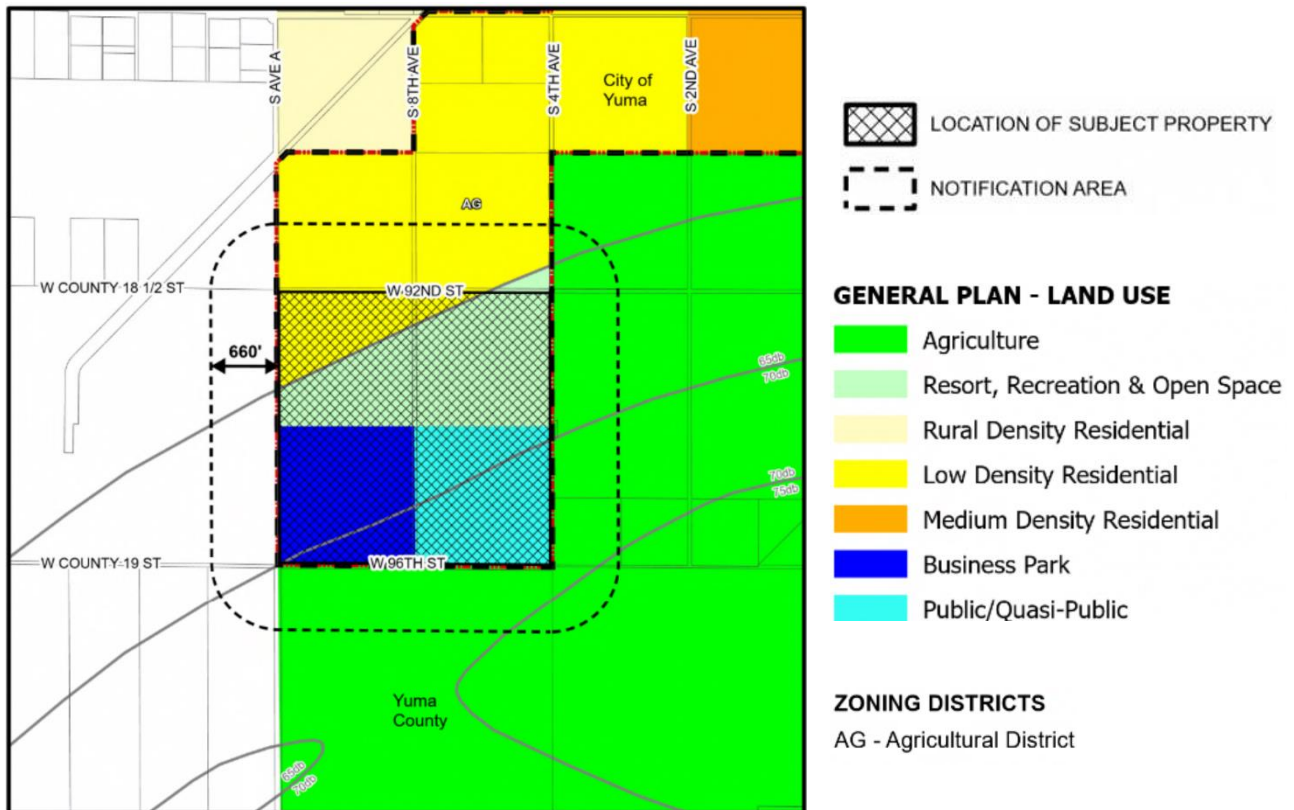 S AVE A
S 8TH AVE
S 4TH AVE
S 2ND AVE
City of
Yuma
AG
W COUNTY 18 1/2 ST
W 92ND ST
660'
65db
70db
70db
75db
W COUNTY 19 ST
W 96TH ST
Yuma
County
65db
70db
LOCATION OF SUBJECT PROPERTY
NOTIFICATION AREA
GENERAL PLAN - LAND USE
Agriculture
Resort, Recreation & Open Space
Rural Density Residential
Low Density Residential
Medium Density Residential
Business Park
Public/Quasi-Public
ZONING DISTRICTS
AG - Agricultural District